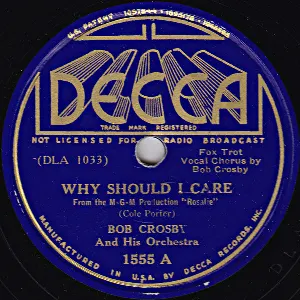 DECCA
TRADE MARK REGISTERED
NOT LICENSED FOR RADIO BROADCAST
(DLA 1033)
Fox Trot
Vocal Chorus by
Bob Crosby
WHY SHOULD I CARE
From the M-G-M Production "Rosalie"
(Cole Porter)
BOB CROSBY
And His Orchestra
1555 A
MANUFACTURED IN U.S.A. BY DECCA RECORDS, INC.